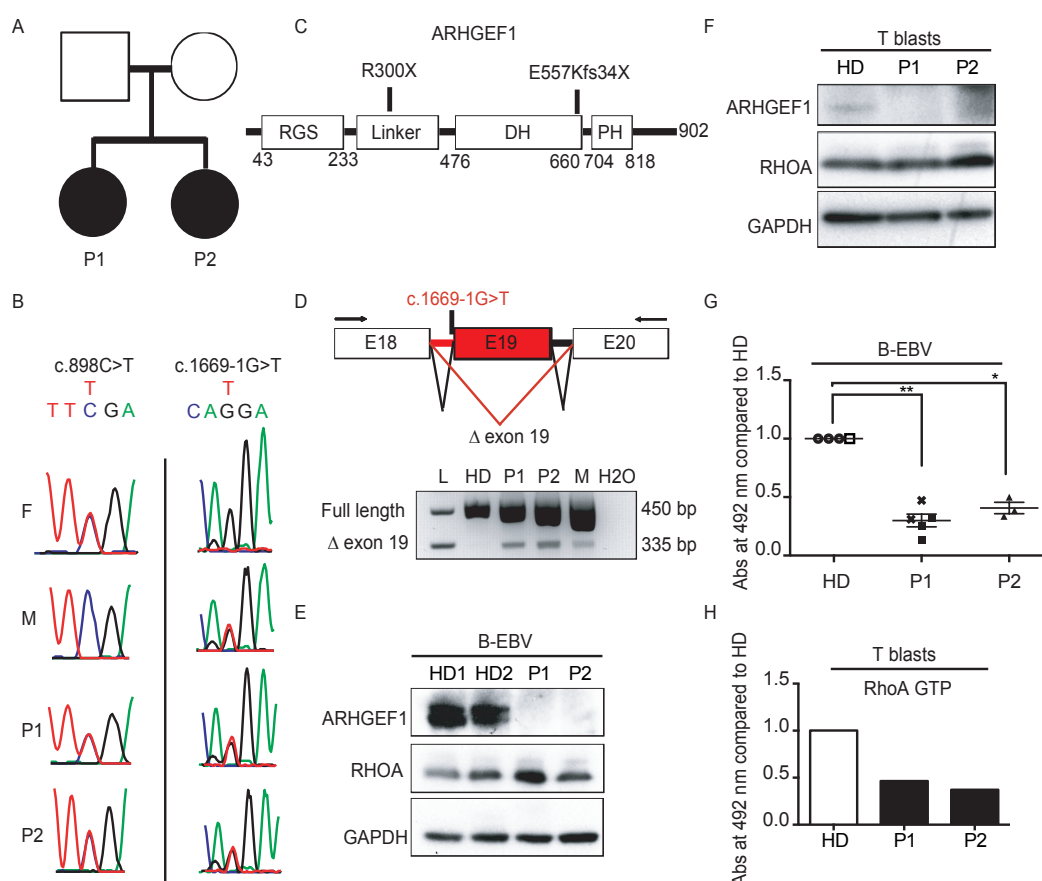 A
P1 P2
B
c.898C>T c.1669-1G>T
T T
T T C G A C A G G A
F
M
P1
P2
C
ARHGEF1
R300X E557Kfs34X
RGS Linker DH PH 902
43 233 476 660 704 818
D
c.1669-1G>T
E18 E19 E20
Δ exon 19
L HD P1 P2 M H2O
Full length 450 bp
Δ exon 19 335 bp
E
B-EBV
HD1 HD2 P1 P2
ARHGEF1
RHOA
GAPDH
F
T blasts
HD P1 P2
ARHGEF1
RHOA
GAPDH
G
B-EBV
Abs at 492 nm compared to HD
1.5
1.0
0.5
0.0
** *
HD P1 P2
H
T blasts
RhoA GTP
Abs at 492 nm compared to HD
1.5
1.0
0.5
0.0
HD P1 P2